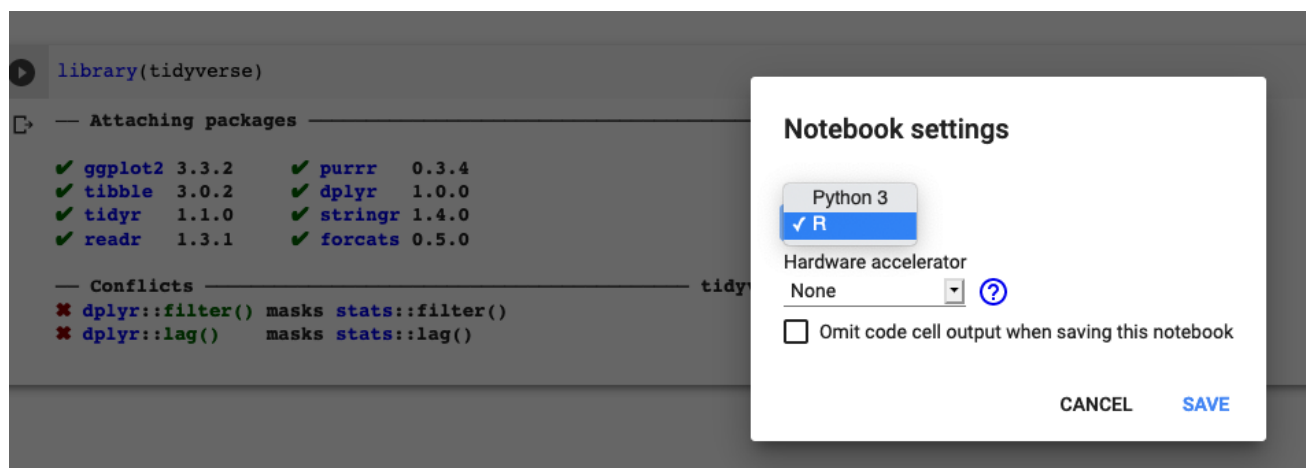 library(tidyverse)
── Attaching packages ──
✔ ggplot2 3.3.2 ✔ purrr 0.3.4
✔ tibble 3.0.2 ✔ dplyr 1.0.0
✔ tidyr 1.1.0 ✔ stringr 1.4.0
✔ readr 1.3.1 ✔ forcats 0.5.0
── Conflicts ──
✖ dplyr::filter() masks stats::filter()
✖ dplyr::lag() masks stats::lag()
Notebook settings
Python 3
✓ R
Hardware accelerator
None
?
Omit code cell output when saving this notebook
CANCEL SAVE